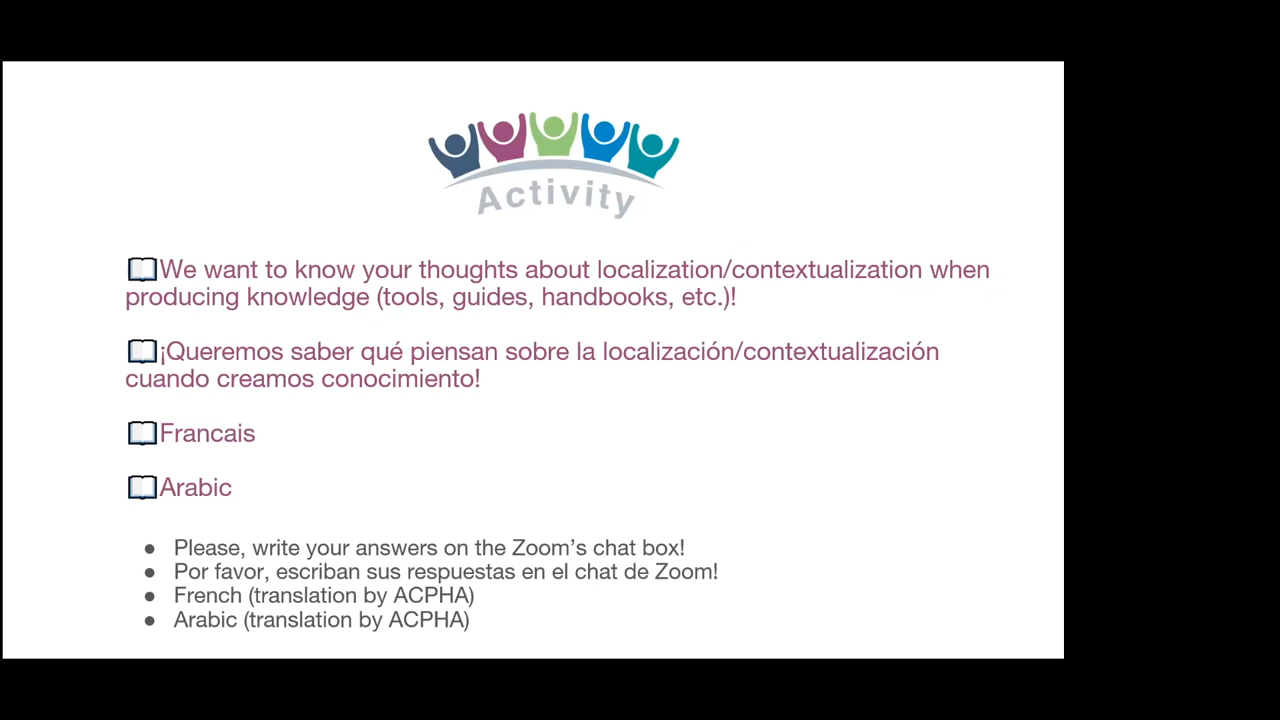 Activity
We want to know your thoughts about localization/contextualization when
producing knowledge (tools, guides, handbooks, etc.)!
¡Queremos saber qué piensan sobre la localización/contextualización
cuando creamos conocimiento!
Francais
Arabic
● Please, write your answers on the Zoom’s chat box!
● Por favor, escriban sus respuestas en el chat de Zoom!
● French (translation by ACPHA)
● Arabic (translation by ACPHA)